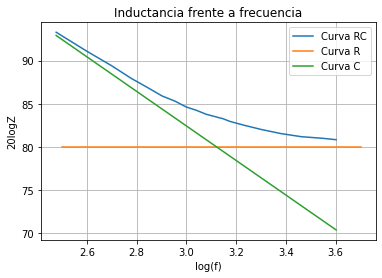 Inductancia frente a frecuencia
Curva RC
Curva R
Curva C
20logZ
90
85
80
75
70
2.6
2.8
3.0
3.2
3.4
3.6
log(f)